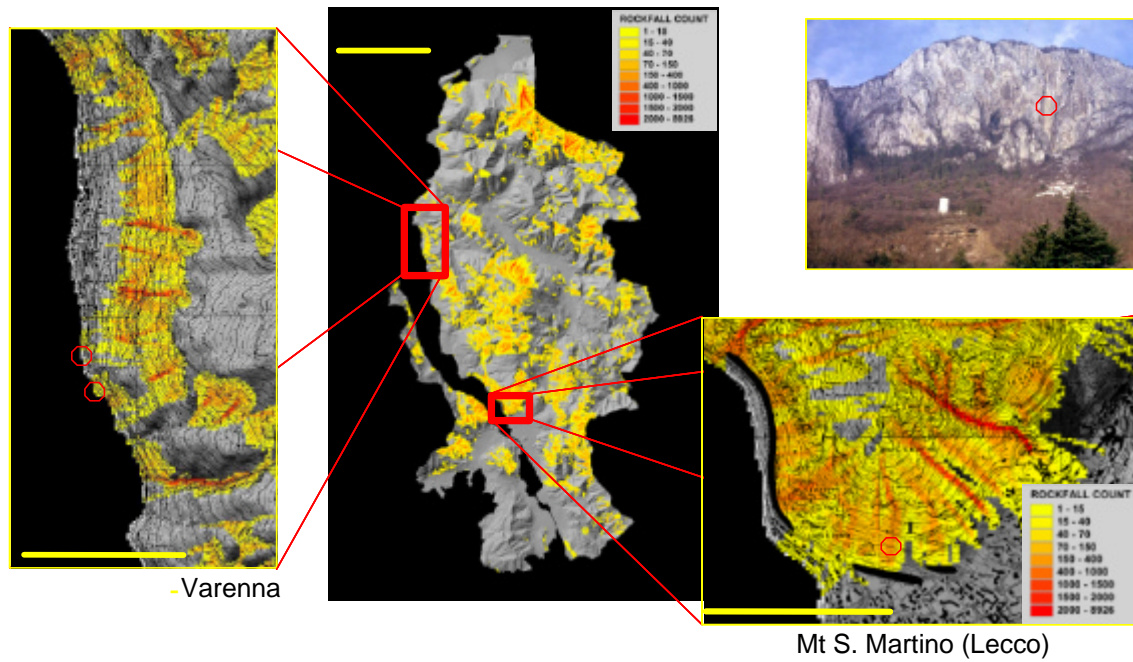 ROCKFALL COUNT
1 - 15
15 - 40
40 - 70
70 - 150
150 - 400
400 - 1000
1000 - 1500
1500 - 2000
2000 - 8926
ROCKFALL COUNT
1 - 15
15 - 40
40 - 70
70 - 150
150 - 400
400 - 1000
1000 - 1500
1500 - 2000
2000 - 8926
Varenna
Mt S. Martino (Lecco)